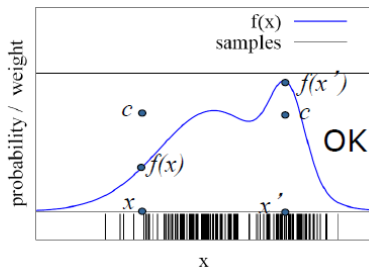 f(x)
samples
probability / weight
f(x')
c
c
OK
f(x)
x
x'
x